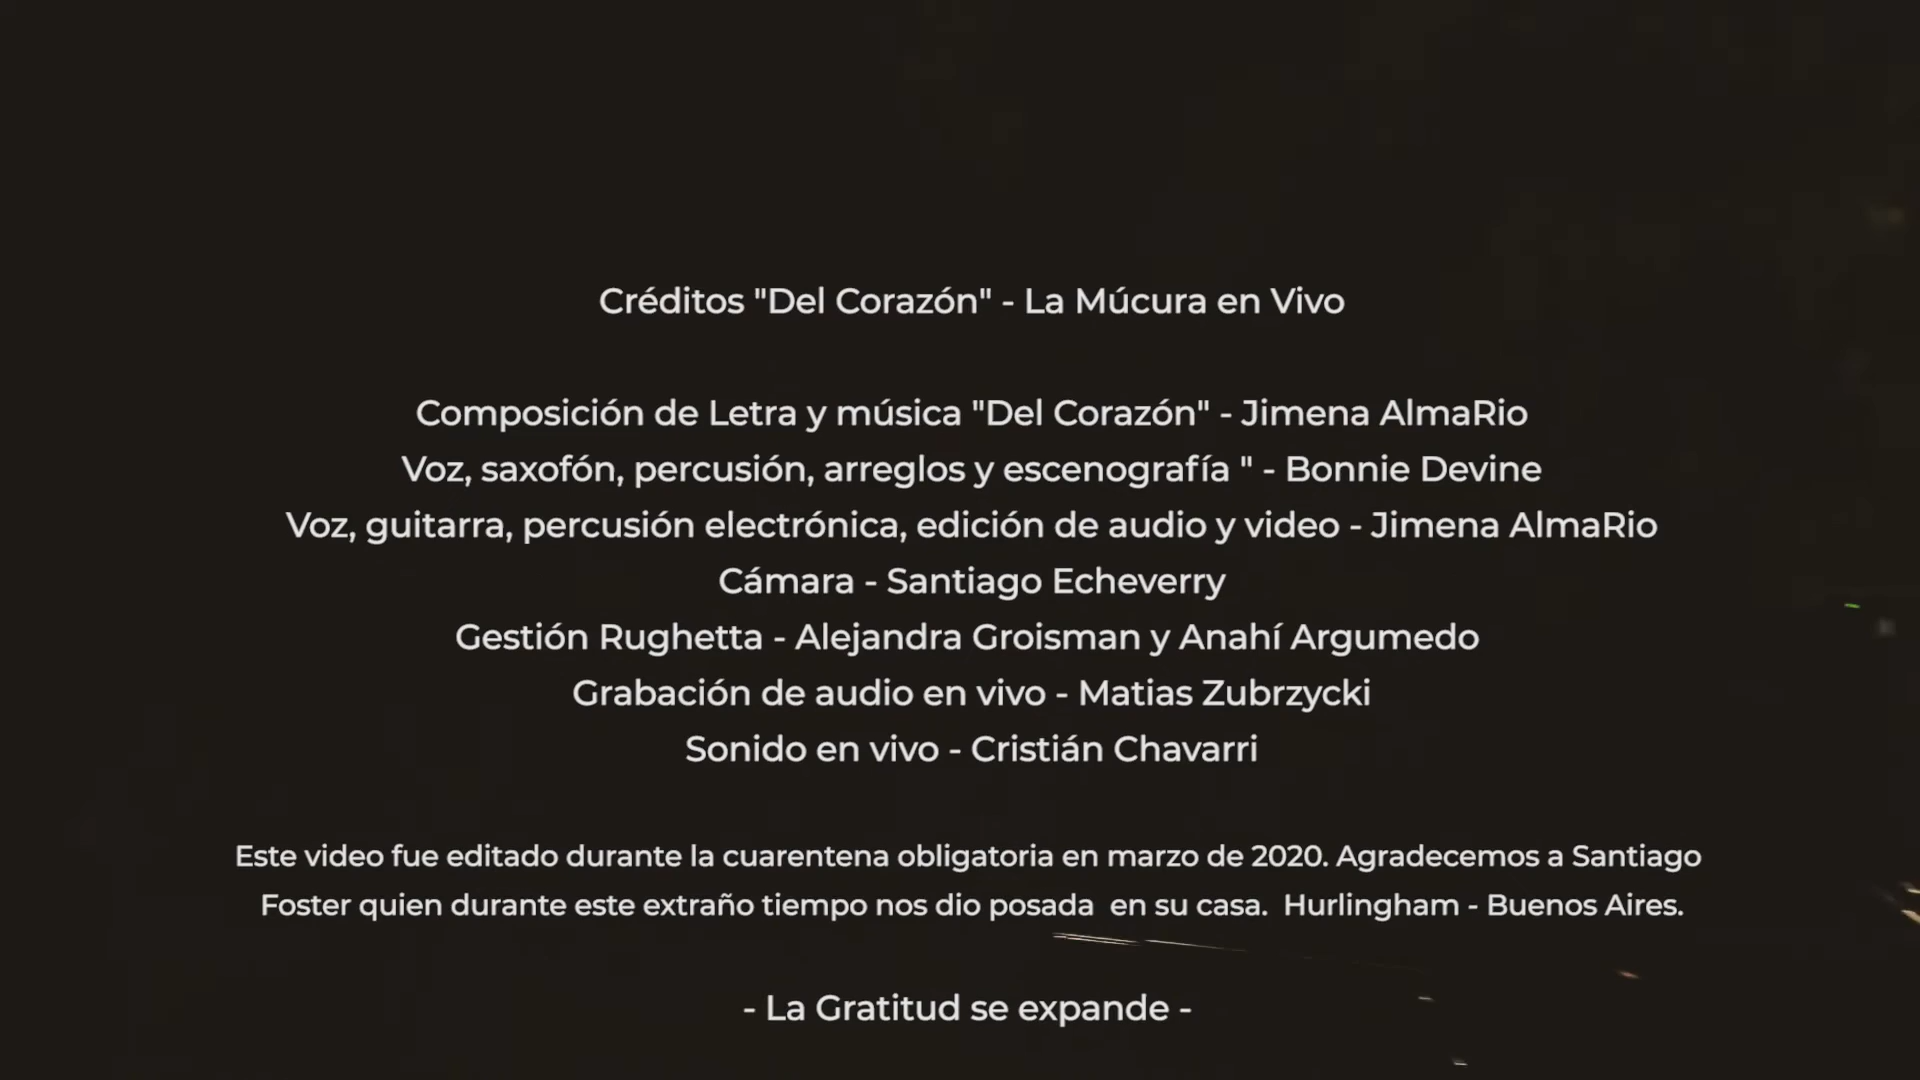 Créditos "Del Corazón" - La Múcura en Vivo
Composición de Letra y música "Del Corazón" - Jimena AlmaRio
Voz, saxofón, percusión, arreglos y escenografía " - Bonnie Devine
Voz, guitarra, percusión electrónica, edición de audio y video - Jimena AlmaRio
Cámara - Santiago Echeverry
Gestión Rughetta - Alejandra Groisman y Anahí Argumedo
Grabación de audio en vivo - Matias Zubrzycki
Sonido en vivo - Cristián Chavarri
Este video fue editado durante la cuarentena obligatoria en marzo de 2020. Agradecemos a Santiago
Foster quien durante este extraño tiempo nos dio posada  en su casa.  Hurlingham - Buenos Aires.
- La Gratitud se expande -